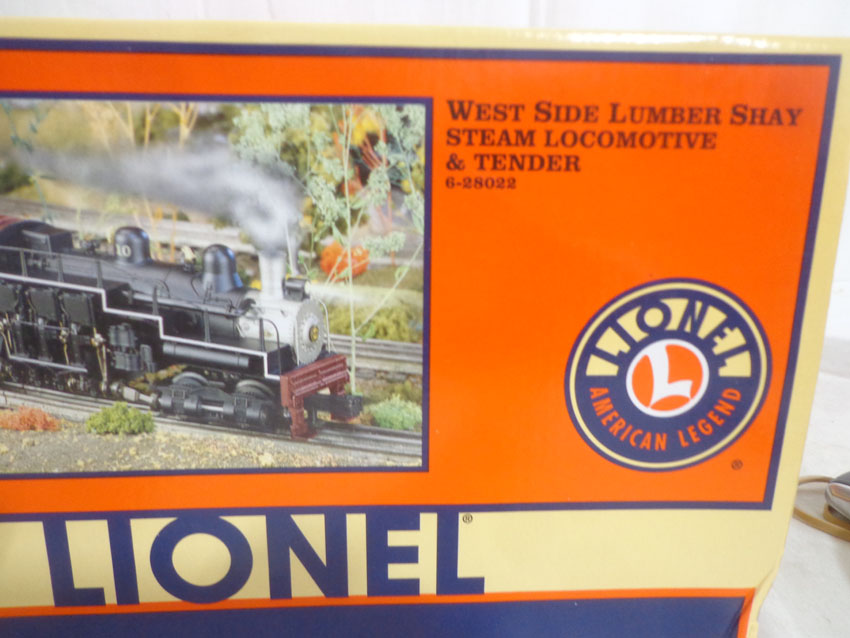 WEST SIDE LUMBER SHAY
STEAM LOCOMOTIVE
& TENDER
6-28022
10
LIONEL
L
AMERICAN LEGEND
®
LIONEL®